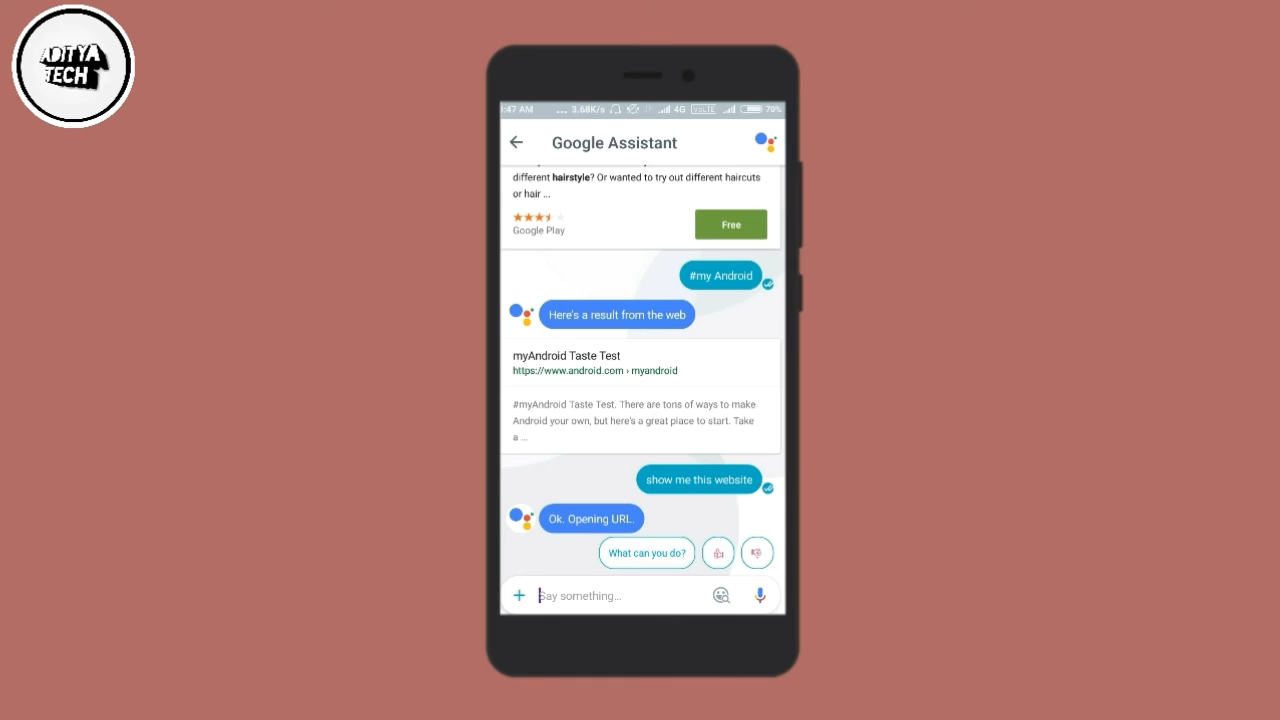 ADITYA
TECH
:47 AM ... 3.68K/s 4G VoLTE 70%
Google Assistant
different hairstyle? Or wanted to try out different haircuts
or hair ...
Google Play
Free
#my Android
Here's a result from the web
myAndroid Taste Test
https://www.android.com › myandroid
#myAndroid Taste Test. There are tons of ways to make
Android your own, but here's a great place to start. Take
a ...
show me this website
Ok. Opening URL.
What can you do?
Say something...